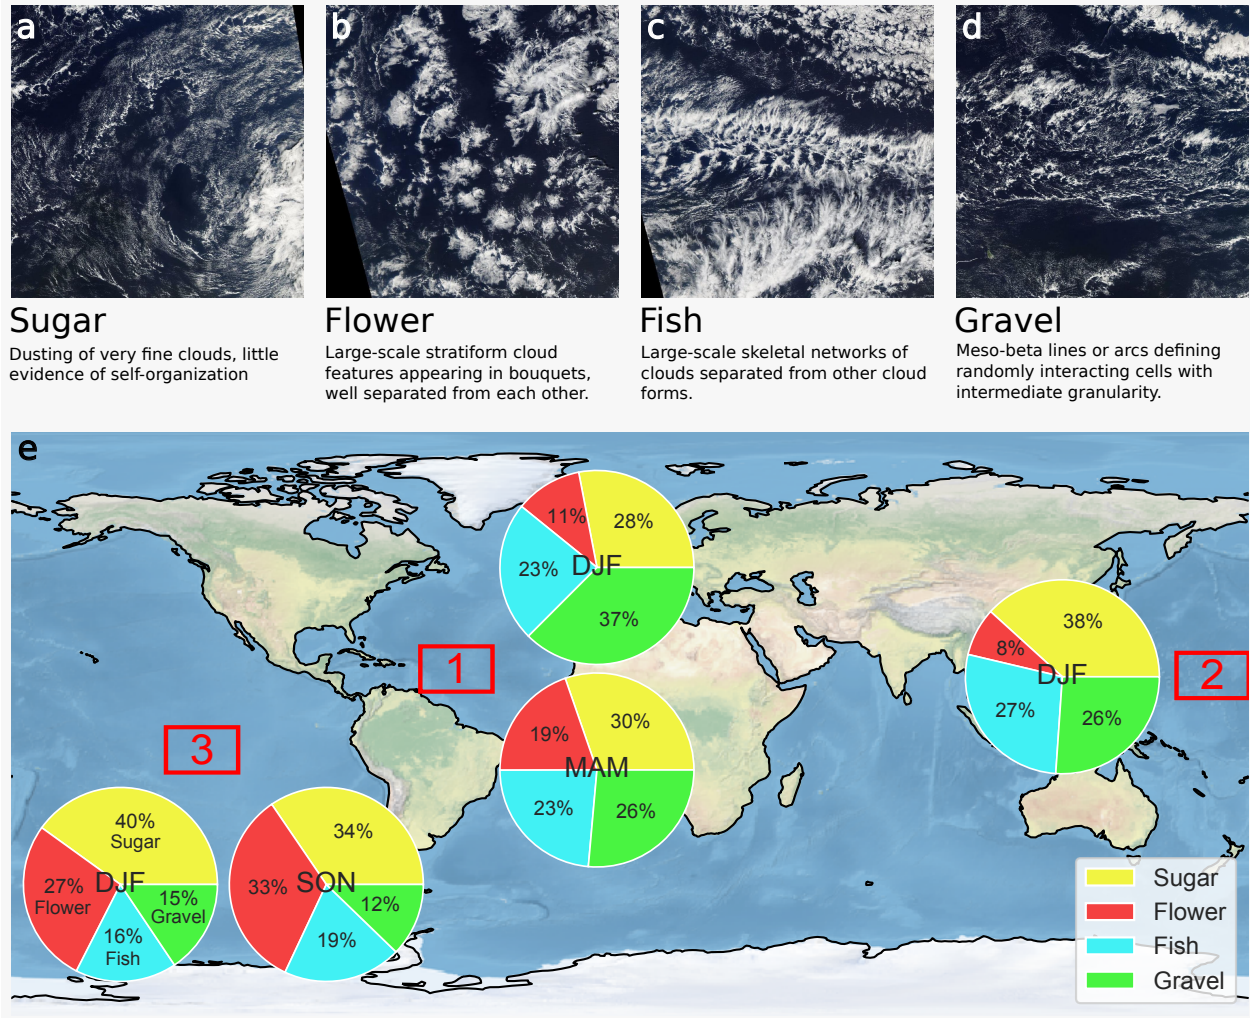 a
b
c
d
Sugar
Dusting of very fine clouds, little
evidence of self-organization
Flower
Large-scale stratiform cloud
features appearing in bouquets,
well separated from each other.
Fish
Large-scale skeletal networks of
clouds separated from other cloud
forms.
Gravel
Meso-beta lines or arcs defining
randomly interacting cells with
intermediate granularity.
e
11%
28%
23%
DJF
37%
1
2
3
38%
8%
DJF
27%
26%
19%
30%
MAM
23%
26%
40%
Sugar
27%
Flower
DJF
15%
Gravel
16%
Fish
34%
33%
SON
12%
19%
Sugar
Flower
Fish
Gravel